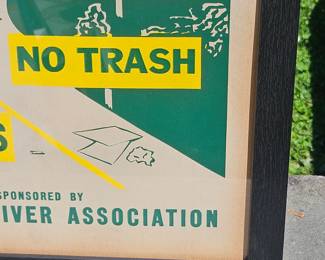 NO TRASH
S
SPONSORED BY
IVER ASSOCIATION